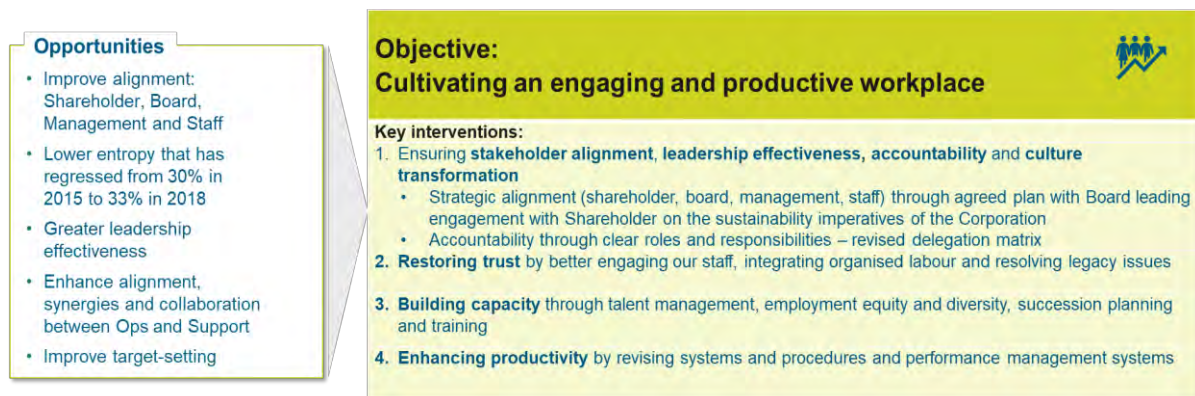 Opportunities
• Improve alignment:
Shareholder, Board,
Management and Staff
• Lower entropy that has
regressed from 30% in
2015 to 33% in 2018
• Greater leadership
effectiveness
• Enhance alignment,
synergies and collaboration
between Ops and Support
• Improve target-setting
Objective:
Cultivating an engaging and productive workplace
Key interventions:
1. Ensuring stakeholder alignment, leadership effectiveness, accountability and culture
transformation
• Strategic alignment (shareholder, board, management, staff) through agreed plan with Board leading
engagement with Shareholder on the sustainability imperatives of the Corporation
• Accountability through clear roles and responsibilities – revised delegation matrix
2. Restoring trust by better engaging our staff, integrating organised labour and resolving legacy issues
3. Building capacity through talent management, employment equity and diversity, succession planning
and training
4. Enhancing productivity by revising systems and procedures and performance management systems